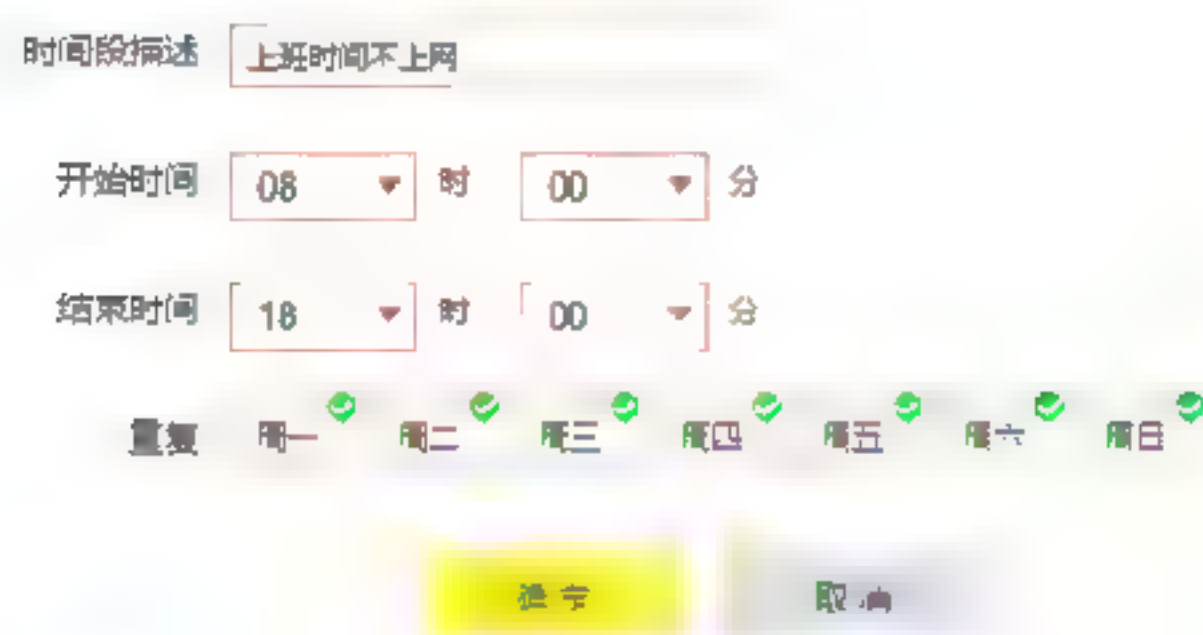 时间段描述 上班时间不上网
开始时间 08 时 00 分
结束时间 18 时 00 分
重复 周一 周二 周三 周四 周五 周六 周日
取消